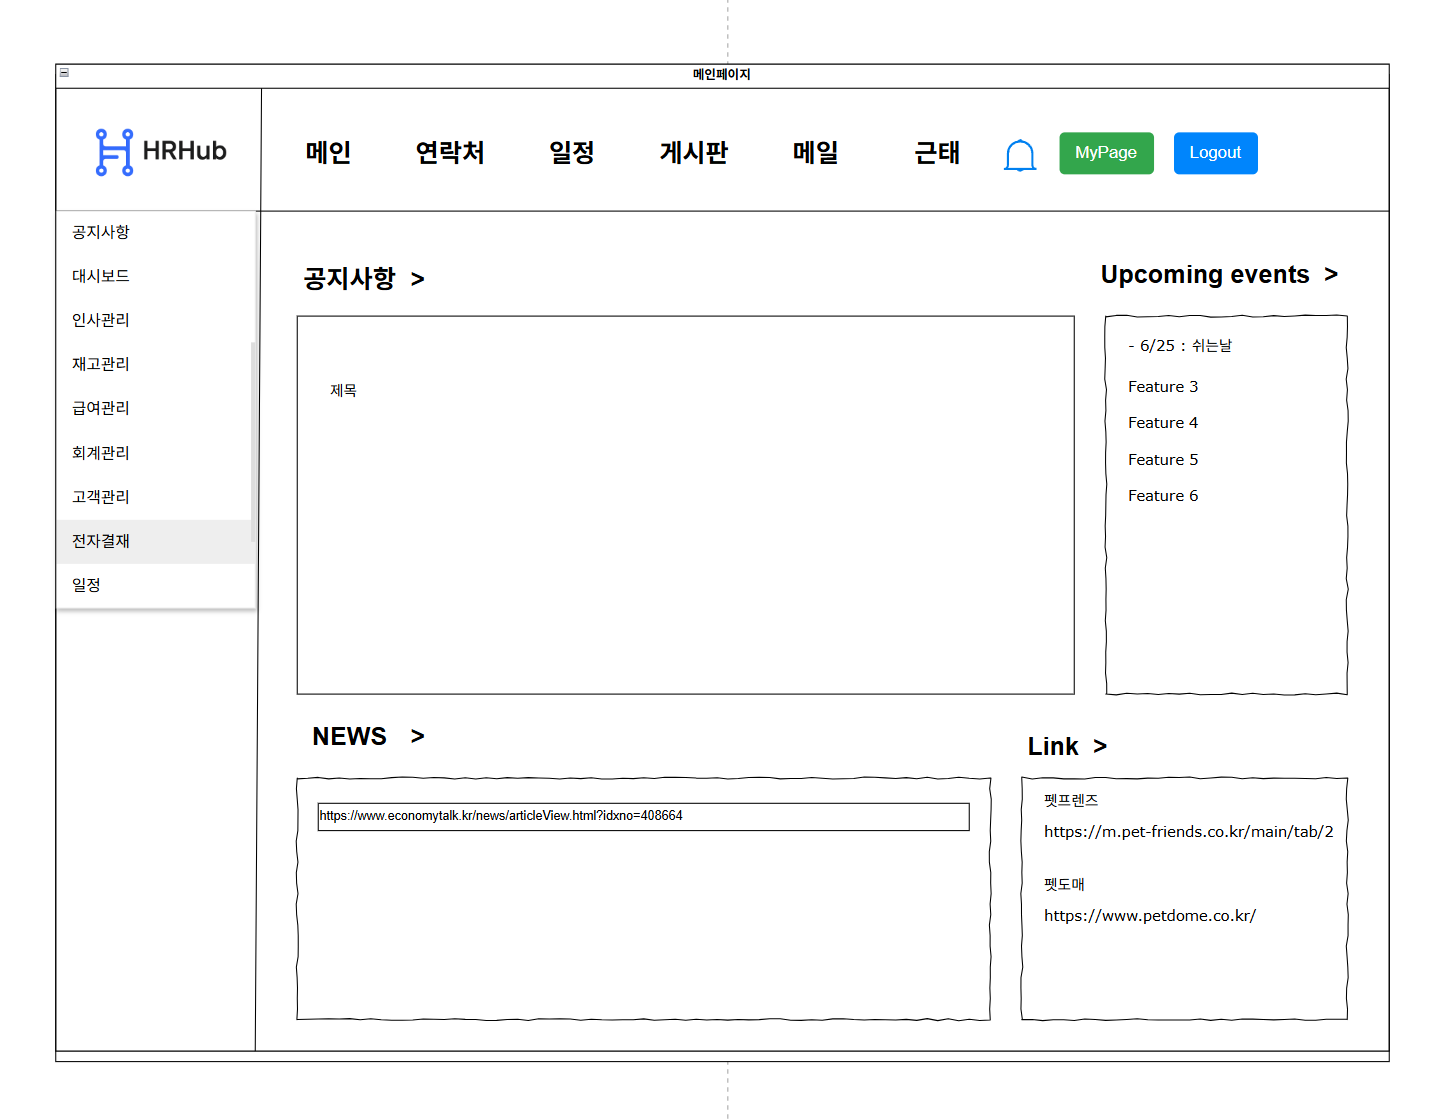 메인페이지
HRHub
메인 연락처 일정 게시판 메일 근태 MyPage Logout
공지사항
대시보드
인사관리
재고관리
급여관리
회계관리
고객관리
전자결재
일정
공지사항 >
제목
Upcoming events >
- 6/25 : 쉬는날
Feature 3
Feature 4
Feature 5
Feature 6
NEWS >
https://www.economytalk.kr/news/articleView.html?idxno=408664
Link >
펫프렌즈
https://m.pet-friends.co.kr/main/tab/2
펫도매
https://www.petdome.co.kr/